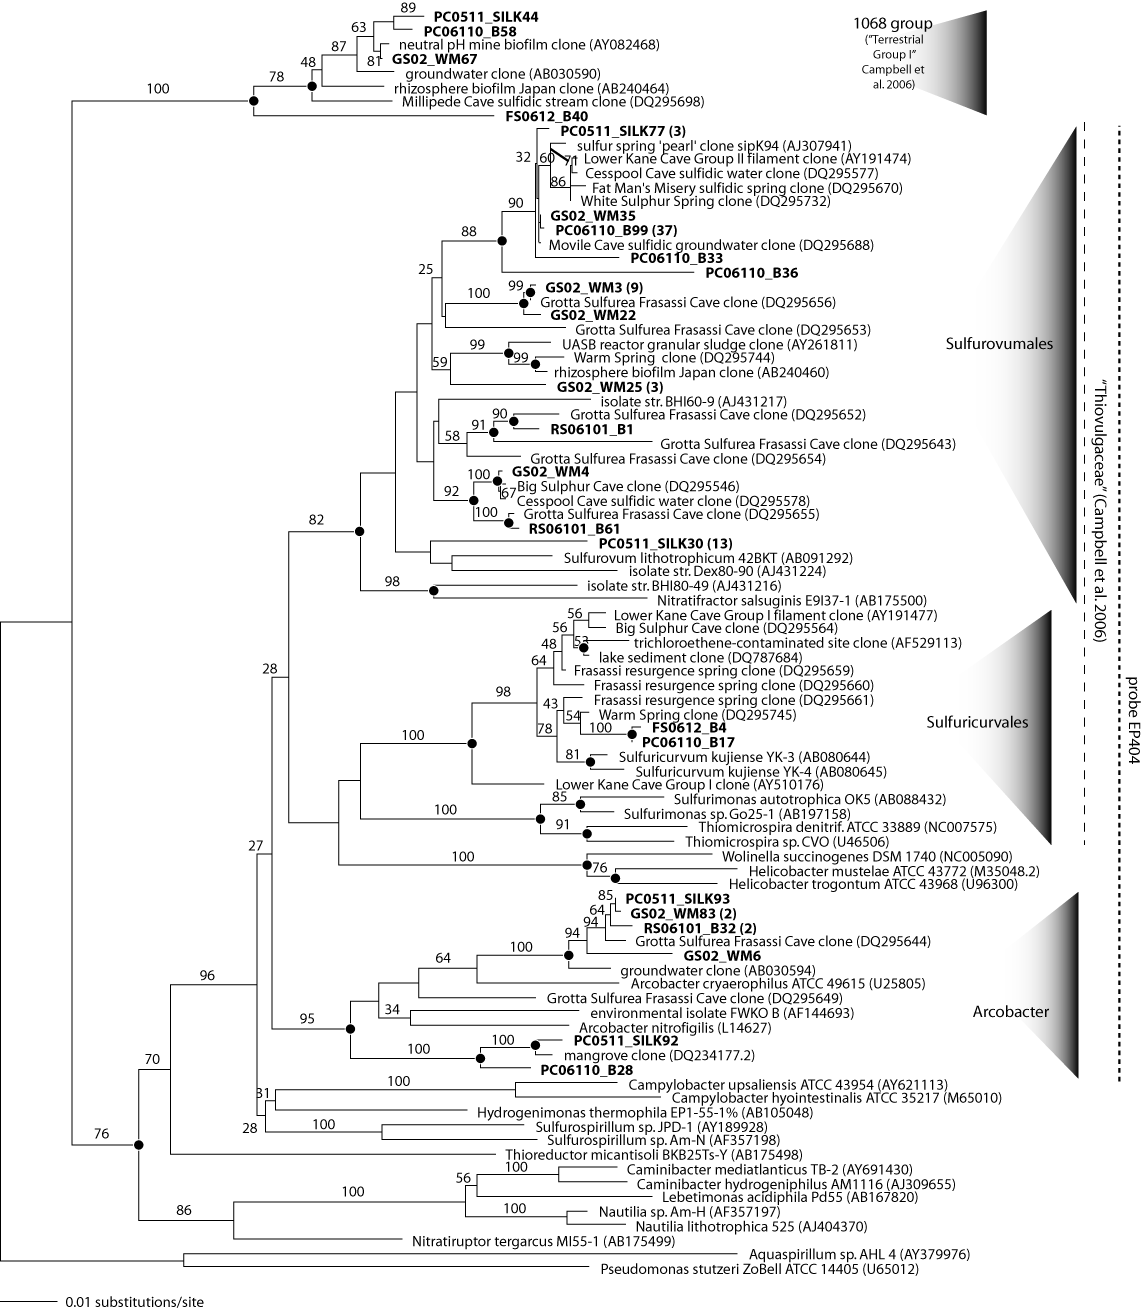 89
PC0511_SILK44
63
PC06110_B58
87
neutral pH mine biofilm clone (AY082468)
81
GS02_WM67
48
groundwater clone (AB030590)
78
rhizosphere biofilm Japan clone (AB240464)
100
Millipede Cave sulfidic stream clone (DQ295698)
FS0612_B40
1068 group
("Terrestrial
Group I"
Campbell et
al. 2006)
PC0511_SILK77 (3)
sulfur spring 'pearl' clone sipK94 (AJ307941)
32
60
71
Lower Kane Cave Group II filament clone (AY191474)
Cesspool Cave sulfidic water clone (DQ295577)
86
Fat Man's Misery sulfidic spring clone (DQ295670)
White Sulphur Spring clone (DQ295732)
90
GS02_WM35
PC06110_B99 (37)
88
Movile Cave sulfidic groundwater clone (DQ295688)
PC06110_B33
25
PC06110_B36
99
GS02_WM3 (9)
100
Grotta Sulfurea Frasassi Cave clone (DQ295656)
GS02_WM22
Grotta Sulfurea Frasassi Cave clone (DQ295653)
99
UASB reactor granular sludge clone (AY261811)
59
99
Warm Spring clone (DQ295744)
rhizosphere biofilm Japan clone (AB240460)
GS02_WM25 (3)
Sulfurovumales
isolate str. BHI60-9 (AJ431217)
90
Grotta Sulfurea Frasassi Cave clone (DQ295652)
91
RS06101_B1
58
Grotta Sulfurea Frasassi Cave clone (DQ295643)
Grotta Sulfurea Frasassi Cave clone (DQ295654)
100
GS02_WM4
Big Sulphur Cave clone (DQ295546)
92
67
Cesspool Cave sulfidic water clone (DQ295578)
100
Grotta Sulfurea Frasassi Cave clone (DQ295655)
82
RS06101_B61
PC0511_SILK30 (13)
Sulfurovum lithotrophicum 42BKT (AB091292)
isolate str. Dex80-90 (AJ431224)
98
isolate str. BHI80-49 (AJ431216)
Nitratifractor salsuginis E9I37-1 (AB175500)
"Thiovulgaceae" (Campbell et al. 2006)
56
Lower Kane Cave Group I filament clone (AY191477)
56
Big Sulphur Cave clone (DQ295564)
48
53
trichloroethene-contaminated site clone (AF529113)
64
lake sediment clone (DQ787684)
28
Frasassi resurgence spring clone (DQ295659)
98
Frasassi resurgence spring clone (DQ295660)
43
Frasassi resurgence spring clone (DQ295661)
54
Warm Spring clone (DQ295745)
78
100
FS0612_B4
100
PC06110_B17
81
Sulfuricurvum kujiense YK-3 (AB080644)
Sulfuricurvum kujiense YK-4 (AB080645)
Sulfuricurvales
probe EP404
Lower Kane Cave Group I clone (AY510176)
85
Sulfurimonas autotrophica OK5 (AB088432)
100
Sulfurimonas sp. Go25-1 (AB197158)
91
Thiomicrospira denitrif. ATCC 33889 (NC007575)
Thiomicrospira sp. CVO (U46506)
27
100
Wolinella succinogenes DSM 1740 (NC005090)
76
Helicobacter mustelae ATCC 43772 (M35048.2)
Helicobacter trogontum ATCC 43968 (U96300)
85
PC0511_SILK93
64
GS02_WM83 (2)
94
RS06101_B32 (2)
94
Grotta Sulfurea Frasassi Cave clone (DQ295644)
100
GS02_WM6
64
groundwater clone (AB030594)
96
Arcobacter cryaerophilus ATCC 49615 (U25805)
Grotta Sulfurea Frasassi Cave clone (DQ295649)
34
environmental isolate FWKO B (AF144693)
95
Arcobacter nitrofigilis (L14627)
Arcobacter
100
PC0511_SILK92
100
mangrove clone (DQ234177.2)
70
PC06110_B28
100
Campylobacter upsaliensis ATCC 43954 (AY621113)
31
Campylobacter hyointestinalis ATCC 35217 (M65010)
Hydrogenimonas thermophila EP1-55-1% (AB105048)
28
100
Sulfurospirillum sp. JPD-1 (AY189928)
76
Sulfurospirillum sp. Am-N (AF357198)
Thioreductor micantisoli BKB25Ts-Y (AB175498)
100
Caminibacter mediatlanticus TB-2 (AY691430)
56
Caminibacter hydrogeniphilus AM1116 (AJ309655)
100
Lebetimonas acidiphila Pd55 (AB167820)
86
100
Nautilia sp. Am-H (AF357197)
Nautilia lithotrophica 525 (AJ404370)
Nitratiruptor tergarcus MI55-1 (AB175499)
Aquaspirillum sp. AHL 4 (AY379976)
Pseudomonas stutzeri ZoBell ATCC 14405 (U65012)
0.01 substitutions/site